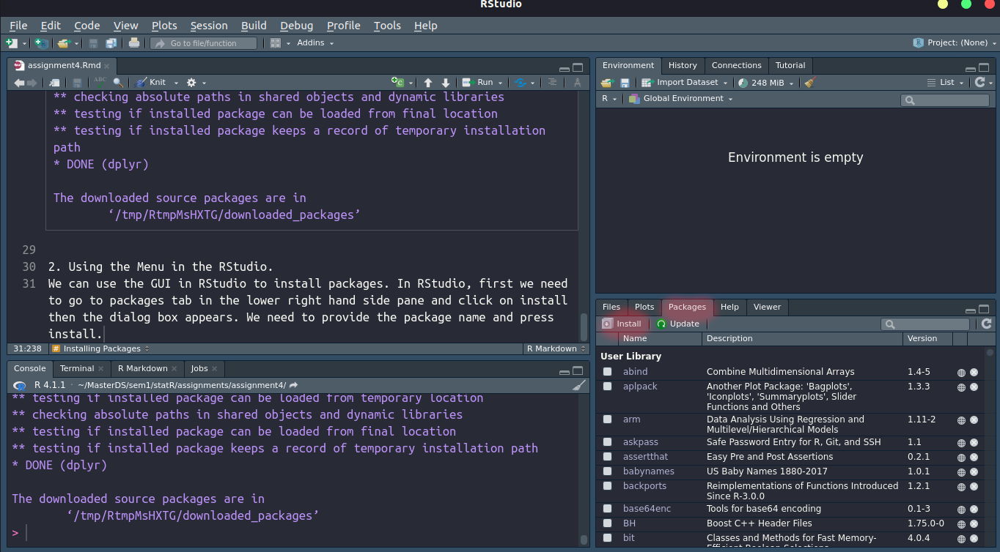 RStudio
File Edit Code View Plots Session Build Debug Profile Tools Help
Go to file/function Addins Project: (None)
assignment4.Rmd
ABC Knit Run
** checking absolute paths in shared objects and dynamic libraries
** testing if installed package can be loaded from final location
** testing if installed package keeps a record of temporary installation
path
* DONE (dplyr)
The downloaded source packages are in
‘/tmp/RtmpMsHXTG/downloaded_packages’
29
30 2. Using the Menu in the RStudio.
31 We can use the GUI in RStudio to install packages. In RStudio, first we need
to go to packages tab in the lower right hand side pane and click on install
then the dialog box appears. We need to provide the package name and press
install.
31:238 # Installing Packages R Markdown
Console Terminal R Markdown Jobs
R 4.1.1 · ~/MasterDS/sem1/statR/assignments/assignment4/
** testing if installed package can be loaded from temporary location
** checking absolute paths in shared objects and dynamic libraries
** testing if installed package can be loaded from final location
** testing if installed package keeps a record of temporary installation path
* DONE (dplyr)
The downloaded source packages are in
‘/tmp/RtmpMsHXTG/downloaded_packages’
>
Environment History Connections Tutorial
Import Dataset 248 MiB List
R Global Environment
Environment is empty
Files Plots Packages Help Viewer
Install Update
Name Description Version
User Library
abind Combine Multidimensional Arrays 1.4-5
aplpack Another Plot Package: 'Bagplots', 1.3.3
'Iconplots', 'Summaryplots', Slider
Functions and Others
arm Data Analysis Using Regression and 1.11-2
Multilevel/Hierarchical Models
askpass Safe Password Entry for R, Git, and SSH 1.1
assertthat Easy Pre and Post Assertions 0.2.1
babynames US Baby Names 1880-2017 1.0.1
backports Reimplementations of Functions Introduced 1.2.1
Since R-3.0.0
base64enc Tools for base64 encoding 0.1-3
BH Boost C++ Header Files 1.75.0-0
bit Classes and Methods for Fast Memory- 4.0.4
Efficient Boolean Selections